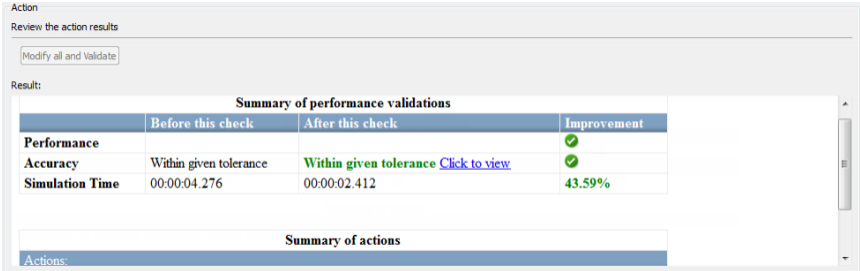 Action
Review the action results
Modify all and Validate
Result:
Summary of performance validations
Before this check After this check Improvement
Performance
Accuracy Within given tolerance Within given tolerance Click to view
Simulation Time 00:00:04.276 00:00:02.412 43.59%
Summary of actions
Actions: